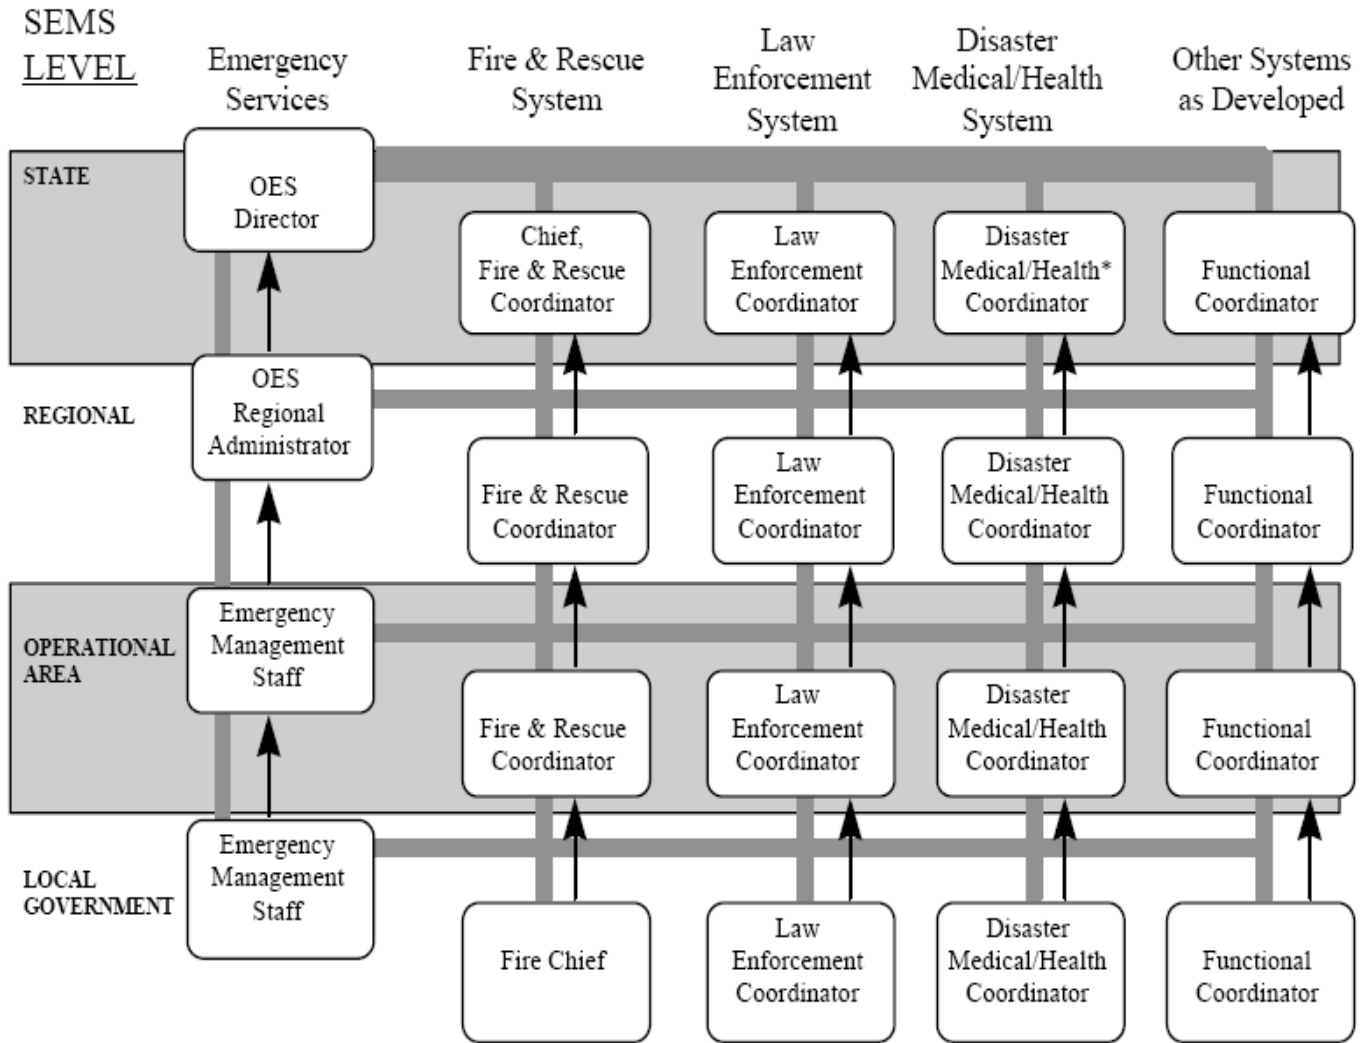 SEMS
LEVEL
Emergency
Services
Fire & Rescue
System
Law
Enforcement
System
Disaster
Medical/Health
System
Other Systems
as Developed
STATE
OES
Director
Chief,
Fire & Rescue
Coordinator
Law
Enforcement
Coordinator
Disaster
Medical/Health*
Coordinator
Functional
Coordinator
REGIONAL
OES
Regional
Administrator
Fire & Rescue
Coordinator
Law
Enforcement
Coordinator
Disaster
Medical/Health
Coordinator
Functional
Coordinator
OPERATIONAL
AREA
Emergency
Management
Staff
Fire & Rescue
Coordinator
Law
Enforcement
Coordinator
Disaster
Medical/Health
Coordinator
Functional
Coordinator
LOCAL
GOVERNMENT
Emergency
Management
Staff
Fire Chief
Law
Enforcement
Coordinator
Disaster
Medical/Health
Coordinator
Functional
Coordinator